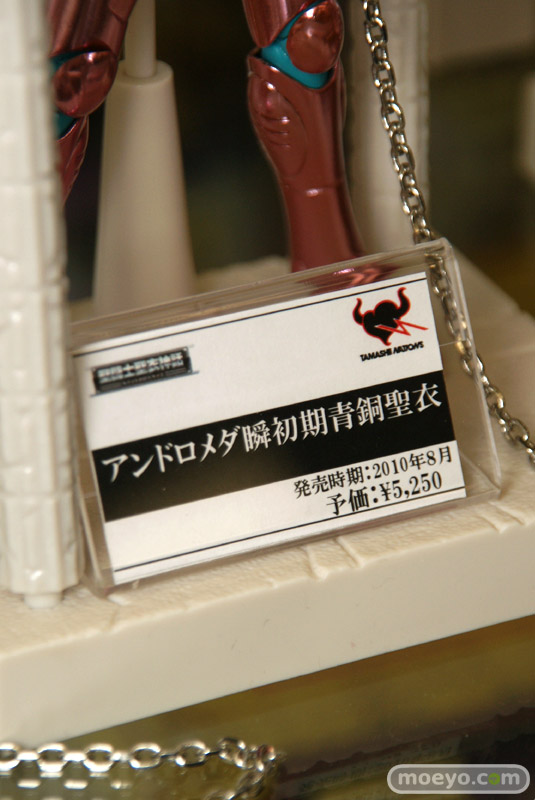 TAMASHII NATIONS
アンドロメダ瞬初期青銅聖衣
発売時期:2010年8月
予価:¥5,250
moeyo.com